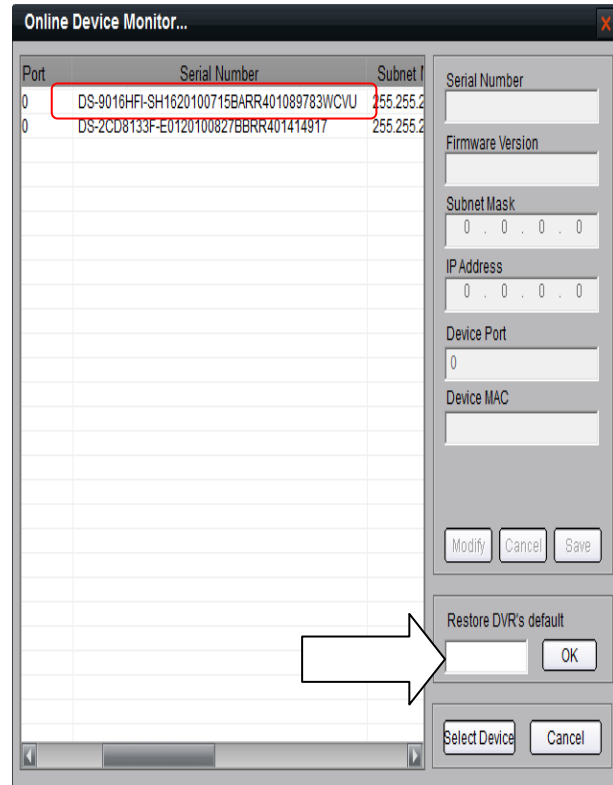 Online Device Monitor...
X
Port Serial Number Subnet
0 DS-9016HFI-SH1620100715BARR401089783WCVU 255.255.2
0 DS-2CD8133F-E0120100827BBRR401414917 255.255.2
Serial Number
Firmware Version
Subnet Mask
0 . 0 . 0 . 0
IP Address
0 . 0 . 0 . 0
Device Port
0
Device MAC
Modify Cancel Save
Restore DVR's default
OK
Select Device Cancel